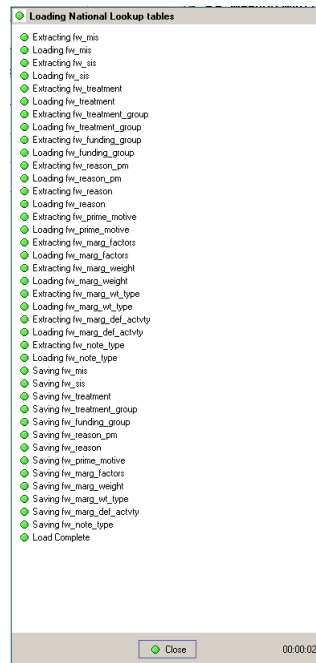 Loading National Lookup tables
Extracting fw_mis
Loading fw_mis
Extracting fw_sis
Loading fw_sis
Extracting fw_treatment
Loading fw_treatment
Extracting fw_treatment_group
Loading fw_treatment_group
Extracting fw_funding_group
Loading fw_funding_group
Extracting fw_reason_pm
Loading fw_reason_pm
Extracting fw_reason
Loading fw_reason
Extracting fw_prime_motive
Loading fw_prime_motive
Extracting fw_marg_factors
Loading fw_marg_factors
Extracting fw_marg_weight
Loading fw_marg_weight
Extracting fw_marg_wt_type
Loading fw_marg_wt_type
Extracting fw_marg_def_actvty
Loading fw_marg_def_actvty
Extracting fw_note_type
Loading fw_note_type
Saving fw_mis
Saving fw_sis
Saving fw_treatment
Saving fw_treatment_group
Saving fw_funding_group
Saving fw_reason_pm
Saving fw_reason
Saving fw_prime_motive
Saving fw_marg_factors
Saving fw_marg_weight
Saving fw_marg_wt_type
Saving fw_marg_def_actvty
Saving fw_note_type
Load Complete
Close 00:00:02